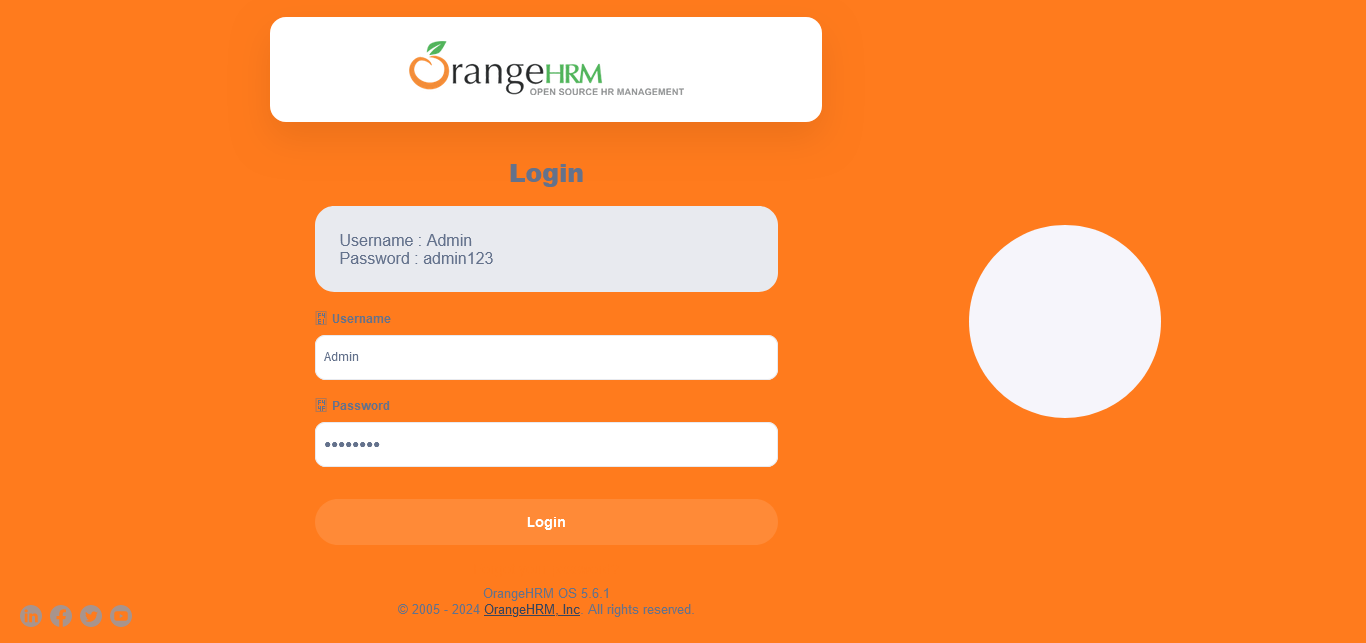 OrangeHRM
OPEN SOURCE HR MANAGEMENT
Login
Username : Admin
Password : admin123
Username
Admin
Password
••••••••
Login
OrangeHRM OS 5.6.1
© 2005 - 2024 OrangeHRM, Inc. All rights reserved.